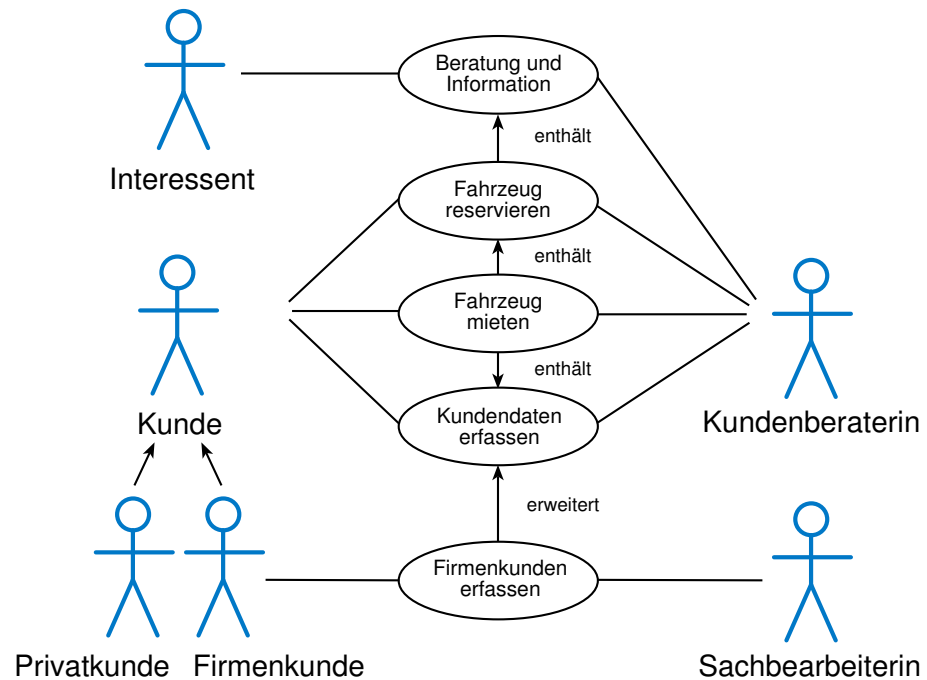 Beratung und
Information
enthält
Interessent
Fahrzeug
reservieren
enthält
Fahrzeug
mieten
enthält
Kunde
Kundendaten
erfassen
Kundenberaterin
erweitert
Firmenkunden
erfassen
Privatkunde
Firmenkunde
Sachbearbeiterin